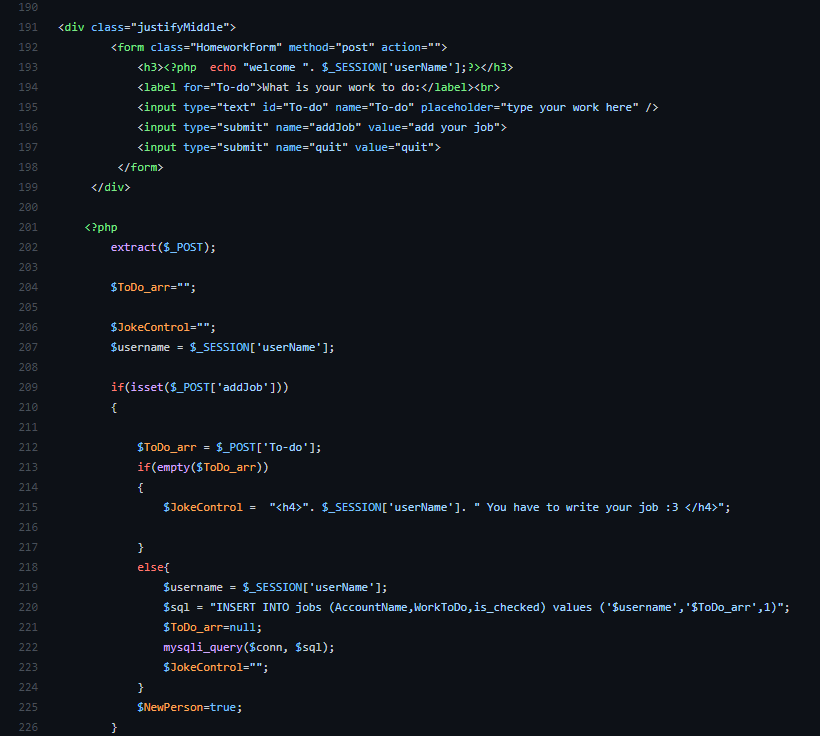 190
191 <div class="justifyMiddle">
192 <form class="HomeworkForm" method="post" action="">
193 <h3><?php  echo "welcome ". $_SESSION['userName'];?></h3>
194 <label for="To-do">What is your work to do:</label><br>
195 <input type="text" id="To-do" name="To-do" placeholder="type your work here" />
196 <input type="submit" name="addJob" value="add your job">
197 <input type="submit" name="quit" value="quit">
198 </form>
199 </div>
200
201 <?php
202 extract($_POST);
203
204 $ToDo_arr="";
205
206 $JokeControl="";
207 $username = $_SESSION['userName'];
208
209 if(isset($_POST['addJob']))
210 {
211
212 $ToDo_arr = $_POST['To-do'];
213 if(empty($ToDo_arr))
214 {
215 $JokeControl =  "<h4>". $_SESSION['userName']. " You have to write your job :3 </h4>";
216
217 }
218 else{
219 $username = $_SESSION['userName'];
220 $sql = "INSERT INTO jobs (AccountName,WorkToDo,is_checked) values ('$username','$ToDo_arr',1)";
221 $ToDo_arr=null;
222 mysqli_query($conn, $sql);
223 $JokeControl="";
224 }
225 $NewPerson=true;
226 }